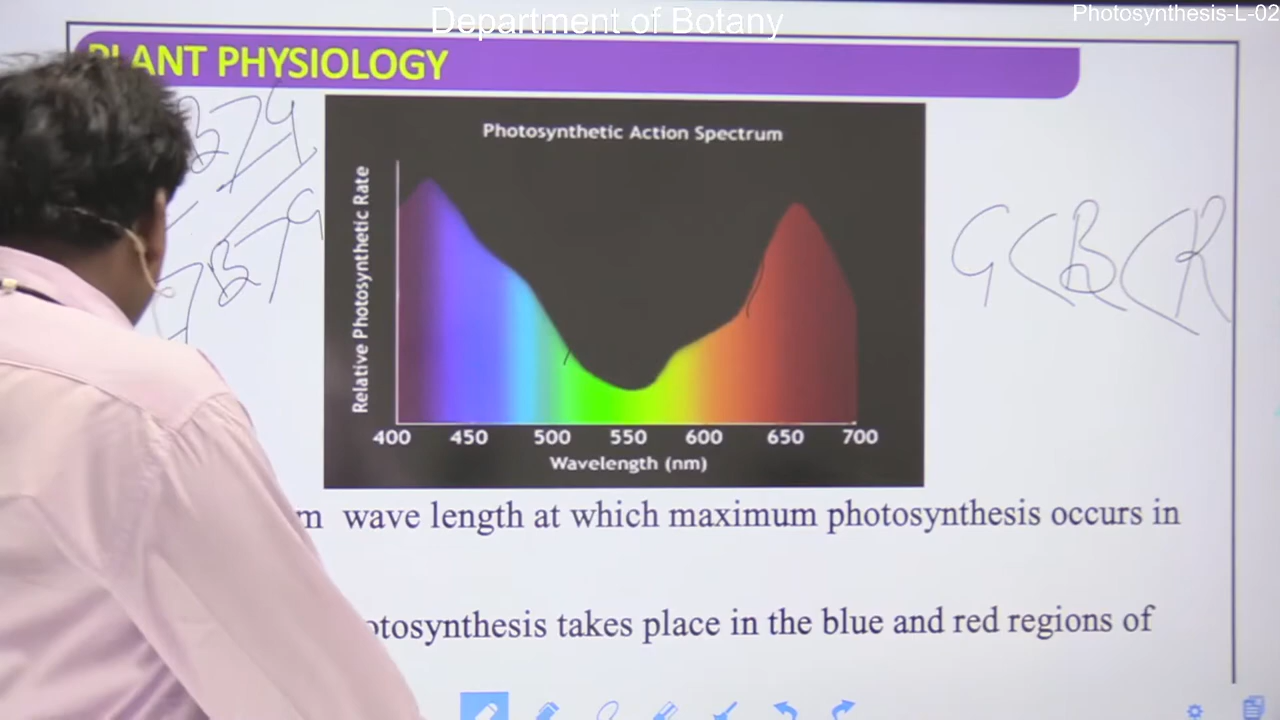 Department of Botany
Photosynthesis-L-02
PLANT PHYSIOLOGY
Photosynthetic Action Spectrum
Relative Photosynthetic Rate
400 450 500 550 600 650 700
Wavelength (nm)
G<B<R
wave length at which maximum photosynthesis occurs in
takes place in the blue and red regions of